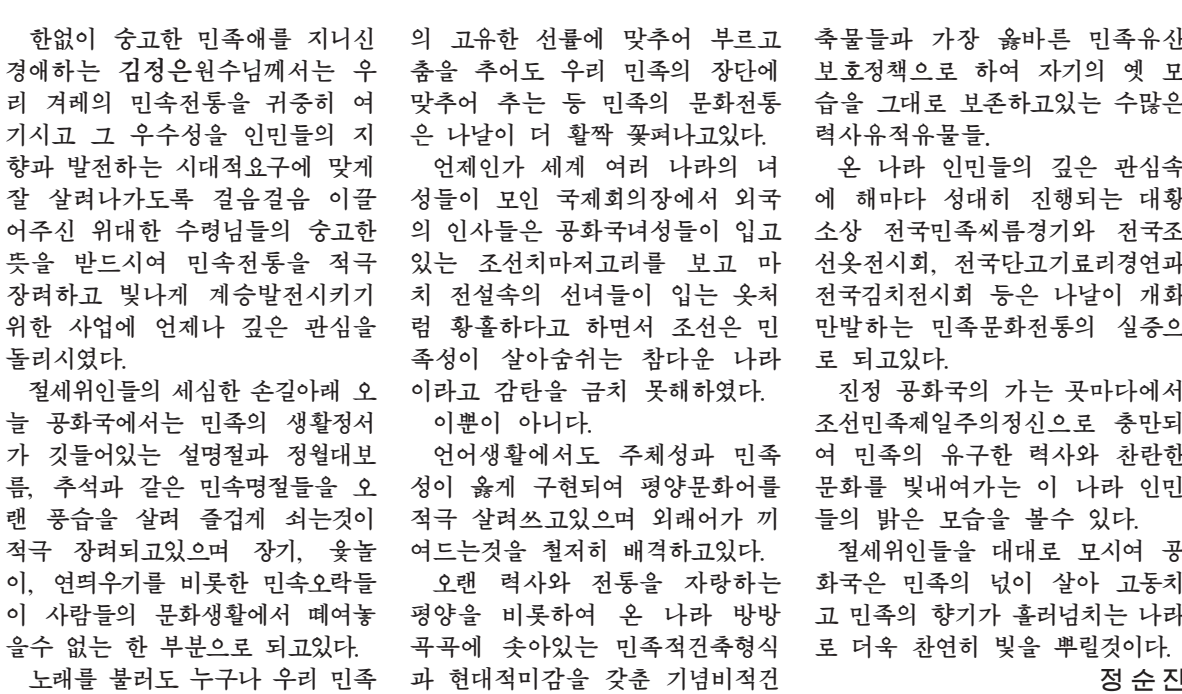 한없이 숭고한 민족애를 지니신
경애하는 김정은원수님께서는 우
리 겨레의 민속전통을 귀중히 여
기시고 그 우수성을 인민들의 지
향과 발전하는 시대적요구에 맞게
잘 살려나가도록 걸음걸음 이끌
어주신 위대한 수령님들의 숭고한
뜻을 받드시여 민속전통을 적극
장려하고 빛나게 계승발전시키기
위한 사업에 언제나 깊은 관심을
돌리시였다.
절세위인들의 세심한 손길아래 오
늘 공화국에서는 민족의 생활정서
가 깃들어있는 설명절과 정월대보
름, 추석과 같은 민속명절들을 오
랜 풍습을 살려 즐겁게 쇠는것이
적극 장려되고있으며 장기, 윷놀
이, 연띄우기를 비롯한 민속오락들
이 사람들의 문화생활에서 떼여놓
을수 없는 한 부분으로 되고있다.
노래를 불러도 누구나 우리 민족
의 고유한 선률에 맞추어 부르고
춤을 추어도 우리 민족의 장단에
맞추어 추는 등 민족의 문화전통
은 나날이 더 활짝 꽃펴나고있다.
언제인가 세계 여러 나라의 녀
성들이 모인 국제회의장에서 외국
의 인사들은 공화국녀성들이 입고
있는 조선치마저고리를 보고 마
치 전설속의 선녀들이 입는 옷처
럼 황홀하다고 하면서 조선은 민
족성이 살아숨쉬는 참다운 나라
이라고 감탄을 금치 못해하였다.
이뿐이 아니다.
언어생활에서도 주체성과 민족
성이 옳게 구현되여 평양문화어를
적극 살려쓰고있으며 외래어가 끼
여드는것을 철저히 배격하고있다.
오랜 력사와 전통을 자랑하는
평양을 비롯하여 온 나라 방방
곡곡에 솟아있는 민족적건축형식
과 현대적미감을 갖춘 기념비적건
축물들과 가장 옳바른 민족유산
보호정책으로 하여 자기의 옛 모
습을 그대로 보존하고있는 수많은
력사유적유물들.
온 나라 인민들의 깊은 관심속
에 해마다 성대히 진행되는 대황
소상 전국민족씨름경기와 전국조
선옷전시회, 전국단고기료리경연과
전국김치전시회 등은 나날이 개화
만발하는 민족문화전통의 실증으
로 되고있다.
진정 공화국의 가는 곳마다에서
조선민족제일주의정신으로 충만되
여 민족의 유구한 력사와 찬란한
문화를 빛내여가는 이 나라 인민
들의 밝은 모습을 볼수 있다.
절세위인들을 대대로 모시여 공
화국은 민족의 넋이 살아 고동치
고 민족의 향기가 흘러넘치는 나라
로 더욱 찬연히 빛을 뿌릴것이다.
정 순 진